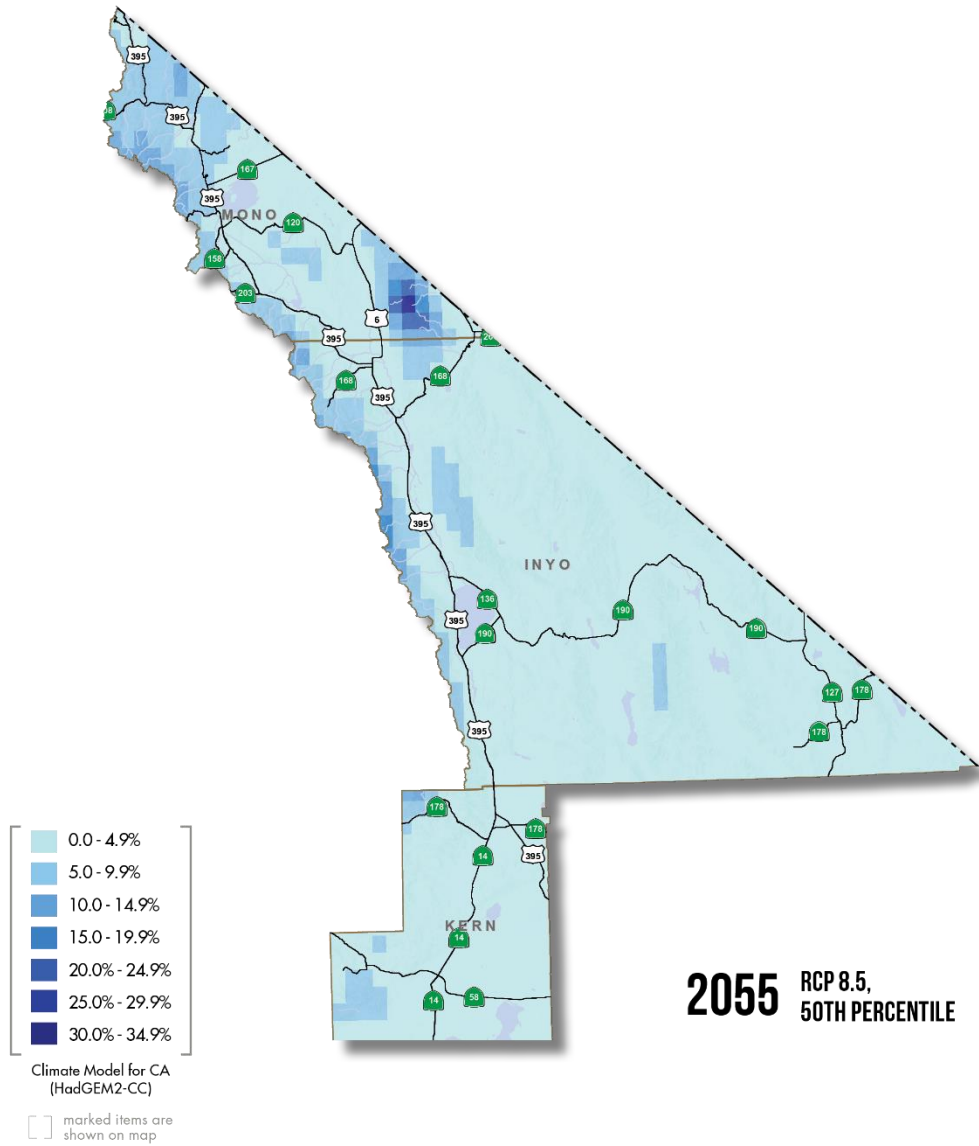 395
395
167
395
MONO
120
158
203
6
395
168
168
395
395
INYO
136
190
395
190
190
127
178
178
395
178
178
14
395
KERN
14
14
58
0.0 - 4.9%
5.0 - 9.9%
10.0 - 14.9%
15.0 - 19.9%
20.0% - 24.9%
25.0% - 29.9%
30.0% - 34.9%
Climate Model for CA
(HadGEM2-CC)
marked items are
shown on map
2055
RCP 8.5,
50TH PERCENTILE